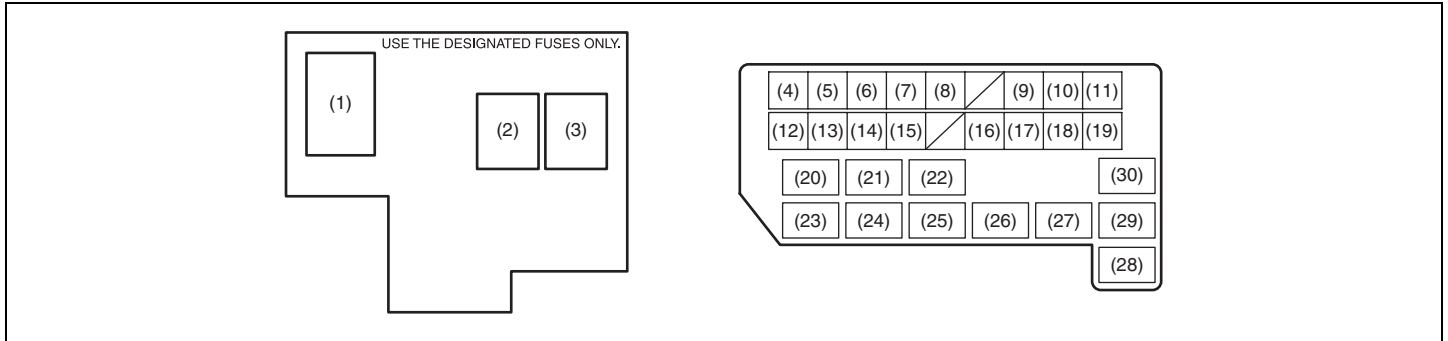 USE THE DESIGNATED FUSES ONLY.
(1)
(2) (3)
(4) (5) (6) (7) (8) (9) (10) (11)
(12) (13) (14) (15) (16) (17) (18) (19)
(20) (21) (22) (30)
(23) (24) (25) (26) (27) (29)
(28)